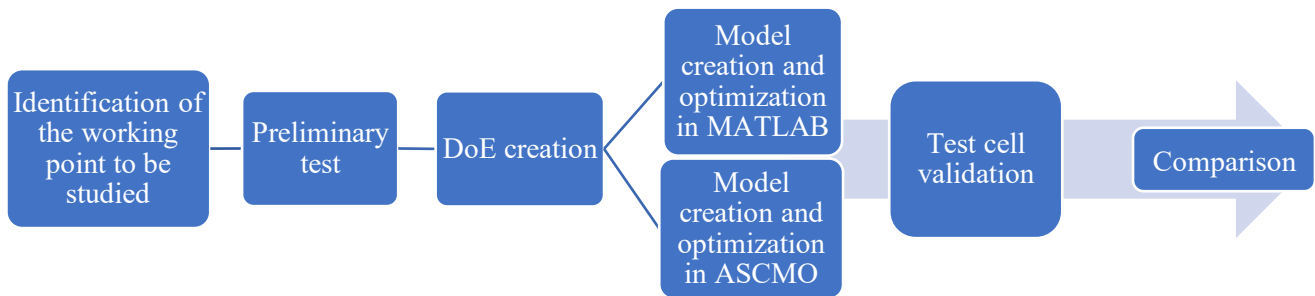 Identification of
the working
point to be
studied
Preliminary
test
DoE creation
Model
creation and
optimization
in MATLAB
Model
creation and
optimization
in ASCMO
Test cell
validation
Comparison